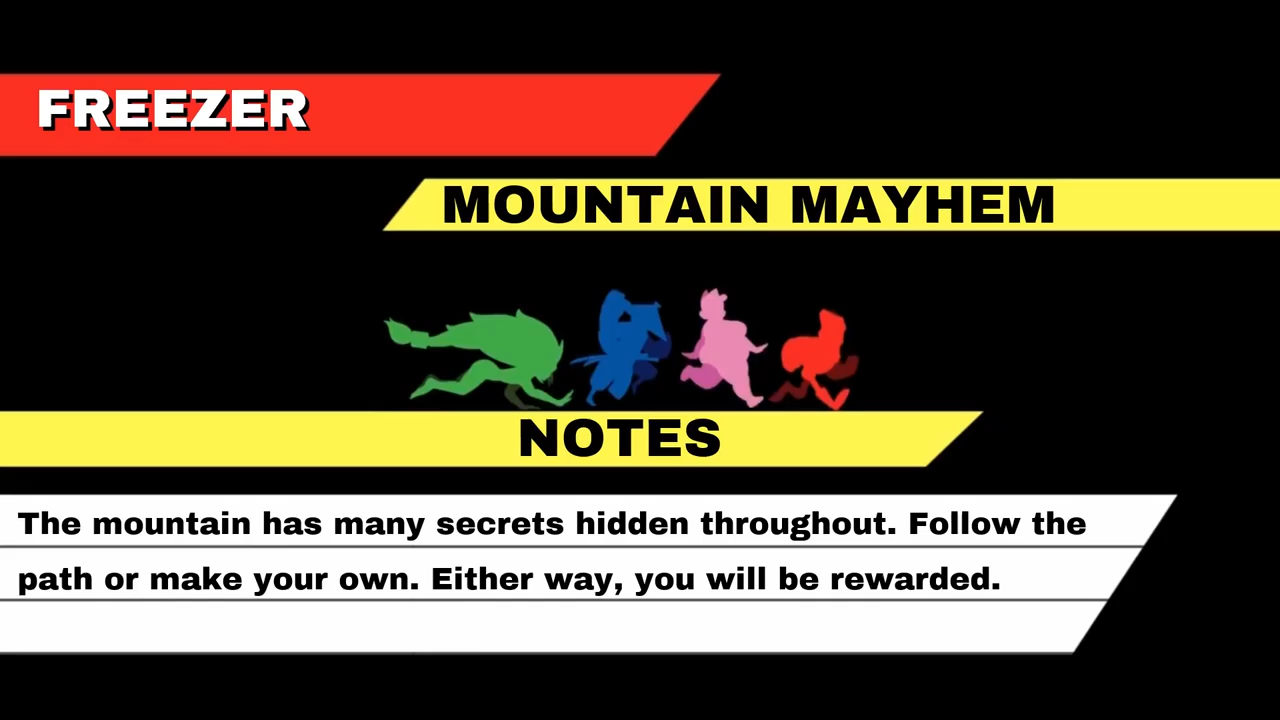 FREEZER
MOUNTAIN MAYHEM
NOTES
The mountain has many secrets hidden throughout. Follow the
path or make your own. Either way, you will be rewarded.